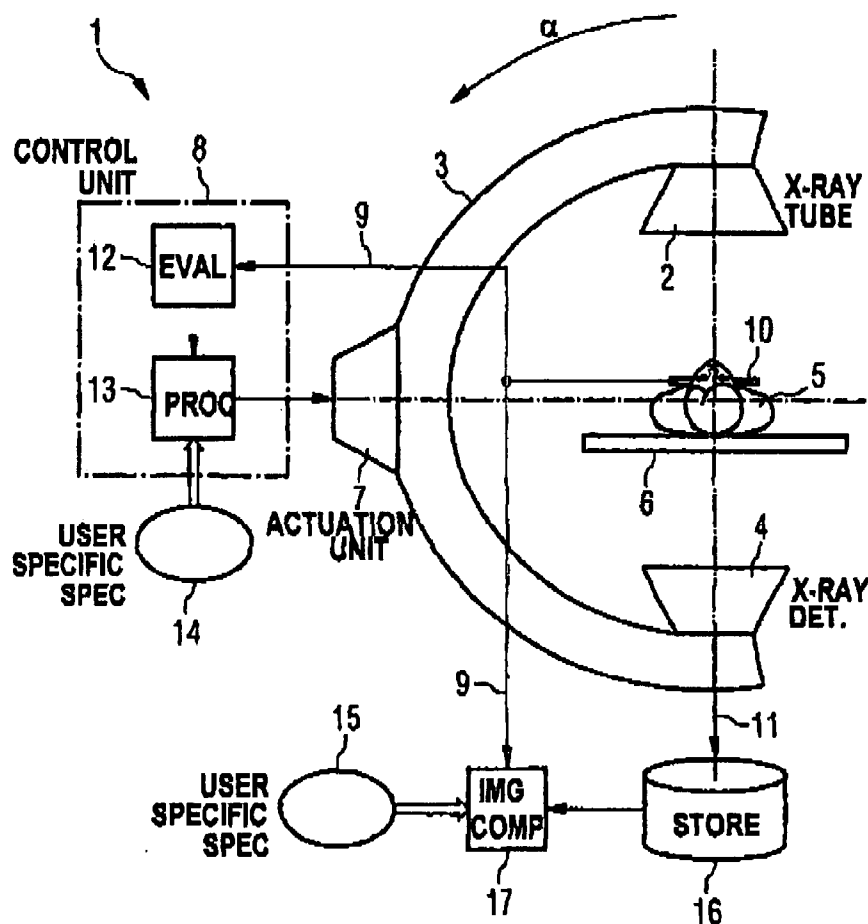 1
α
CONTROL
UNIT
8
3
X-RAY
TUBE
2
12
EVAL
9
10
5
13
PROC
7
6
ACTUATION
UNIT
USER
SPECIFIC
SPEC
14
4
X-RAY
DET.
9
11
15
USER
SPECIFIC
SPEC
IMG
COMP
STORE
17
16